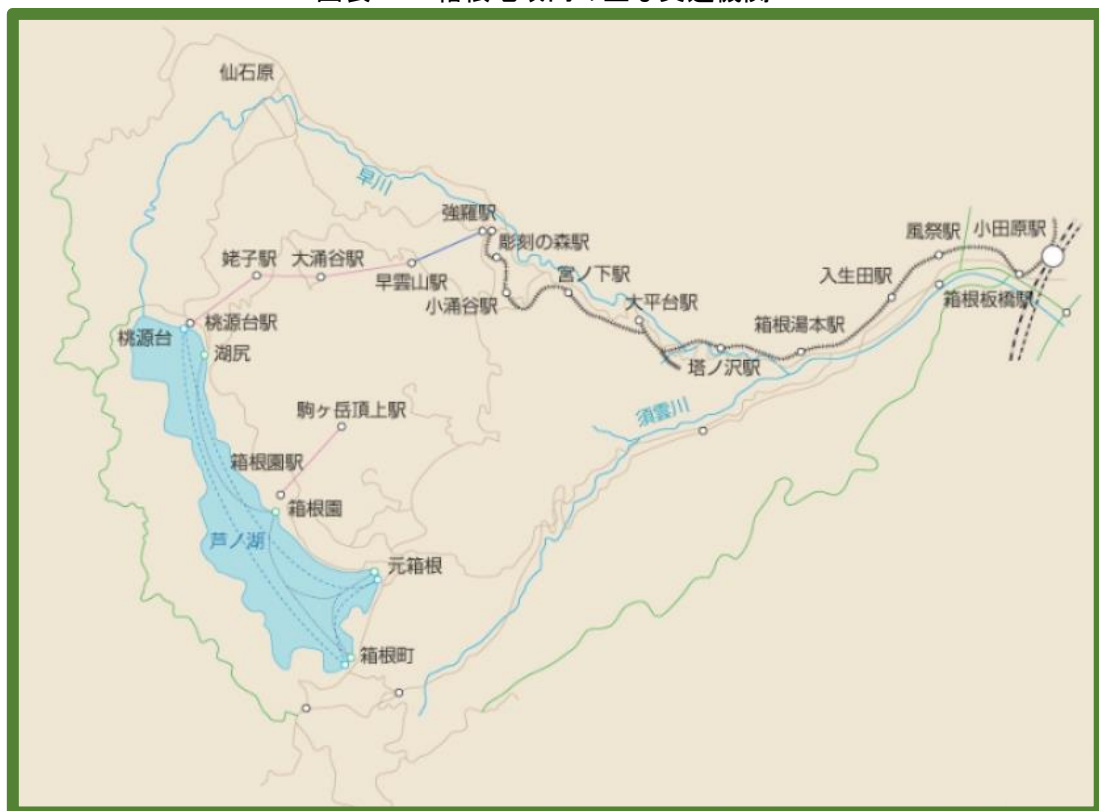 仙石原
早川
強羅駅
彫刻の森駅
風祭駅
小田原駅
姥子駅
大涌谷駅
早雲山駅
小涌谷駅
宮ノ下駅
入生田駅
大平台駅
箱根板橋駅
桃源台
桃源台駅
箱根湯本駅
湖尻
塔ノ沢駅
駒ヶ岳頂上駅
須雲川
箱根園駅
箱根園
芦ノ湖
元箱根
箱根町